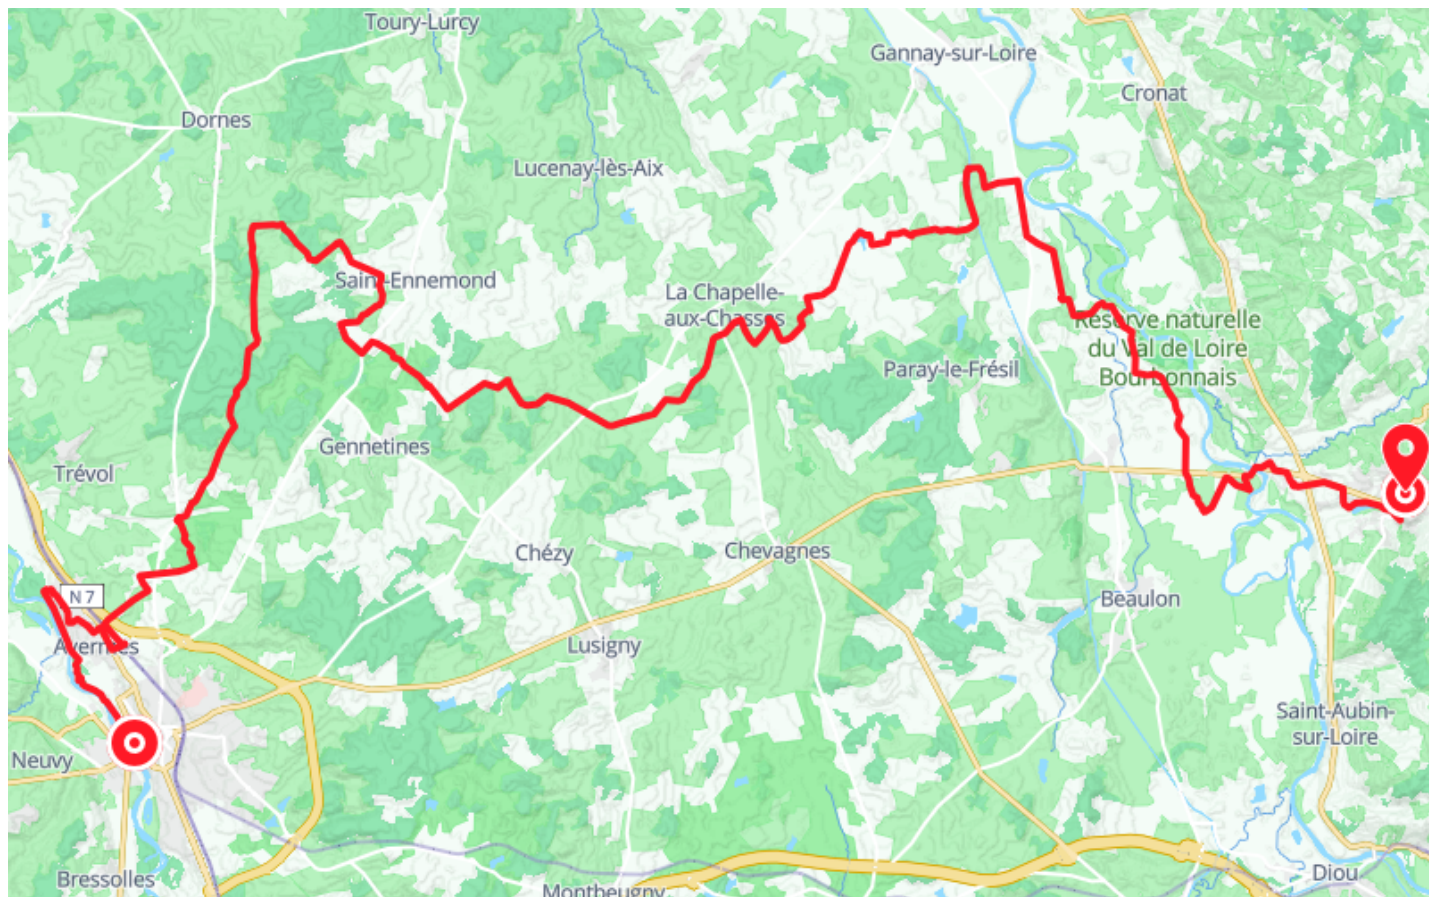 Toury-Lurcy
Gannay-sur-Loire
Cronat
Dornes
Lucenay-lès-Aix
Saint-Ennemond
La Chapelle-
aux-Chasses
Réserve naturelle
du Val de Loire
Bourbonnais
Paray-le-Frésil
Gennetines
Trévol
Chézy
Chevagnes
N 7
Beaulon
Avermes
Lusigny
Saint-Aubin-
sur-Loire
Neuvy
Bressolles
Diou
Montbeugny